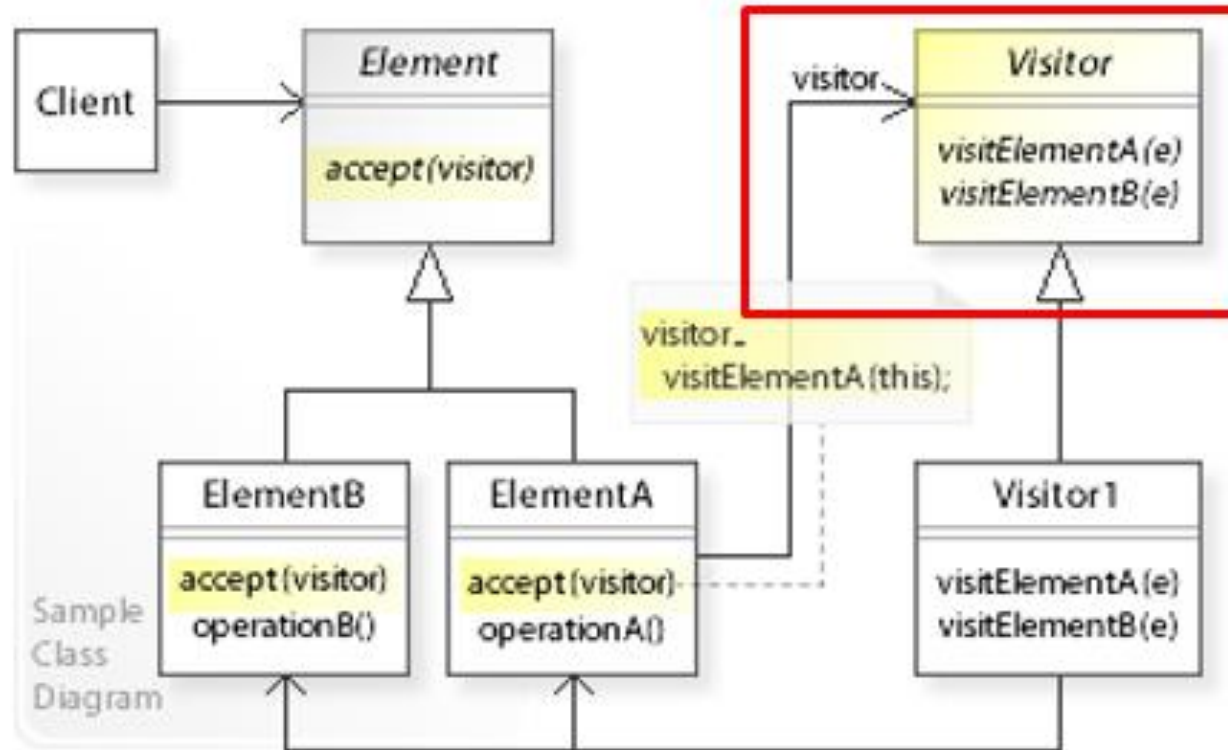 Client
Element
accept(visitor)
visitor
Visitor
visitElementA(e)
visitElementB(e)
visitor.
visitElementA(this);
ElementB
accept(visitor)
operationB()
ElementA
accept(visitor)
operationA()
Visitor1
visitElementA(e)
visitElementB(e)
Sample
Class
Diagram